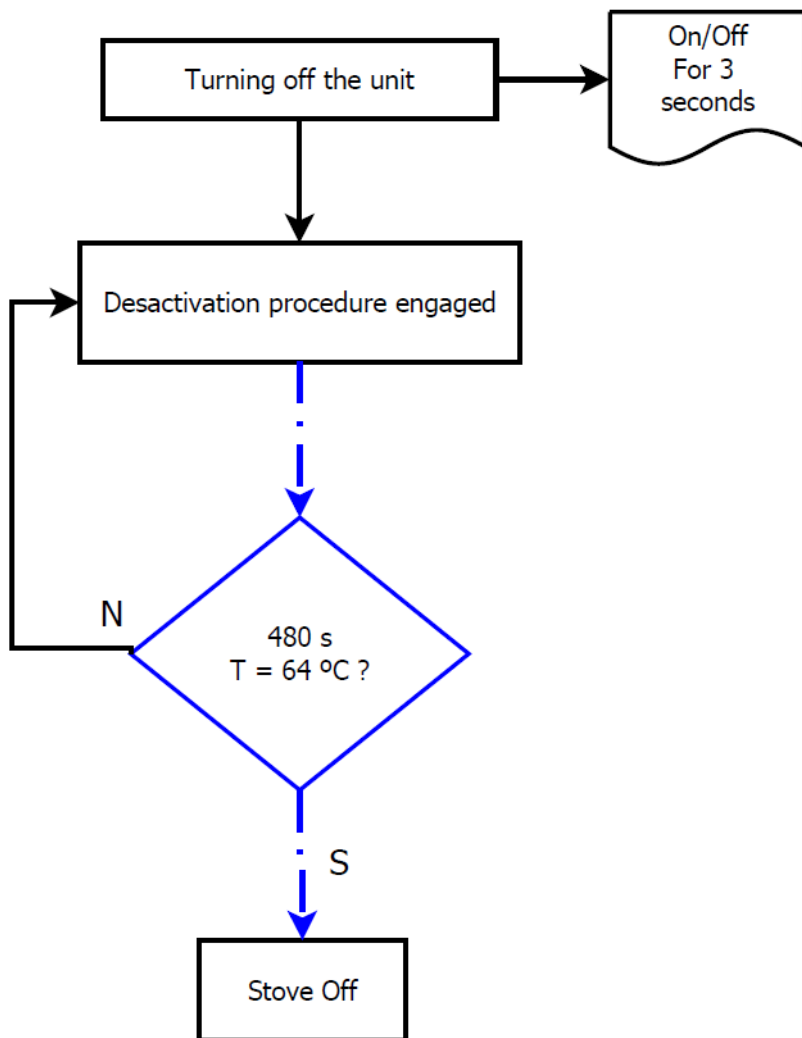 Turning off the unit
On/Off
For 3
seconds
Desactivation procedure engaged
N
480 s
T = 64 ºC ?
S
Stove Off